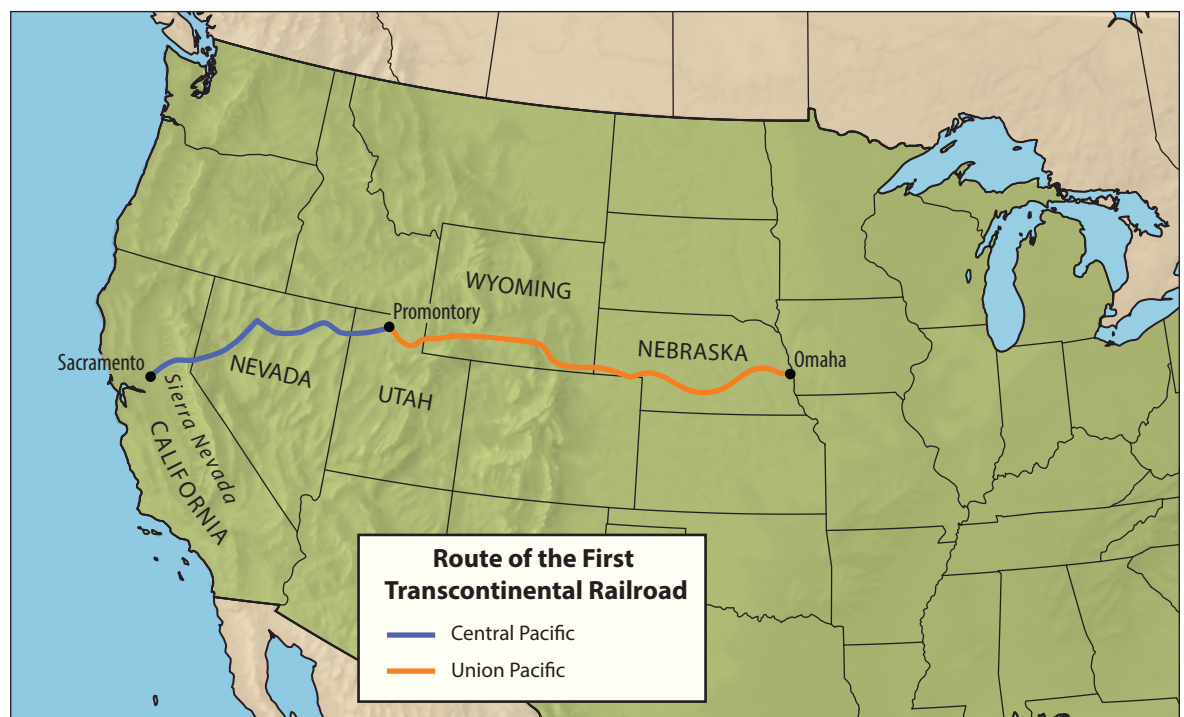 WYOMING
Promontory
NEBRASKA
Omaha
Sacramento
NEVADA
UTAH
Sierra Nevada
CALIFORNIA
Route of the First
Transcontinental Railroad
Central Pacific
Union Pacific